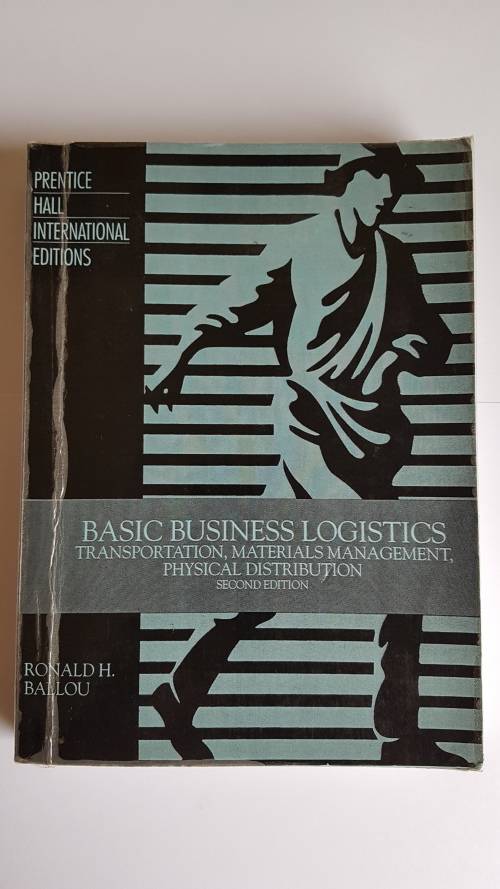 PRENTICE
HALL
INTERNATIONAL
EDITIONS
BASIC BUSINESS LOGISTICS
TRANSPORTATION, MATERIALS MANAGEMENT,
PHYSICAL DISTRIBUTION
SECOND EDITION
RONALD H.
BALLOU